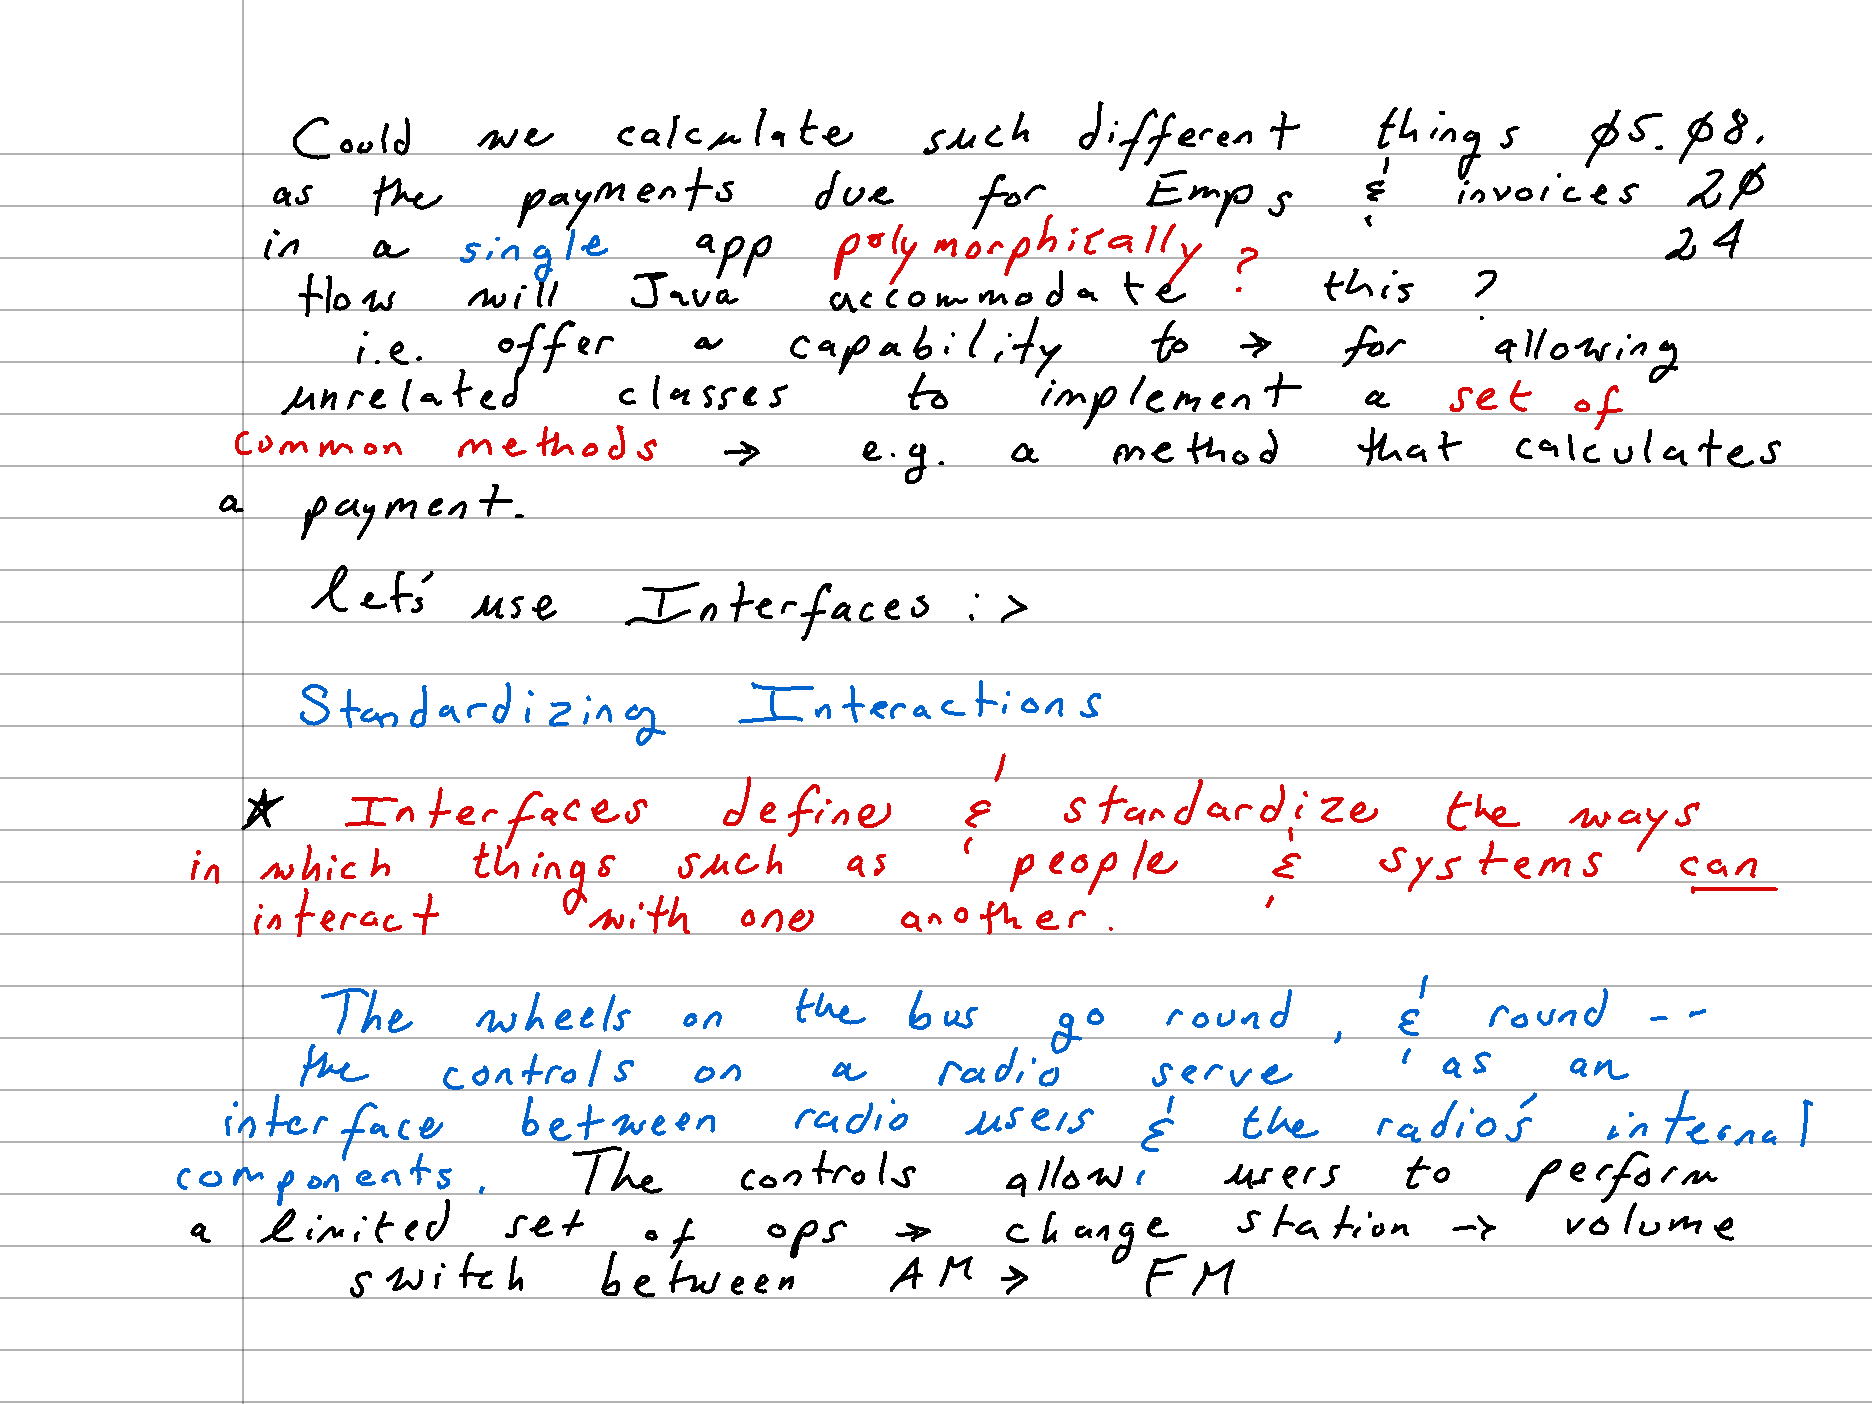 Could we calculate such different things ø5. ø8.
as the payments due for Emps & invoices 2ø
in a single app polymorphically? 24
How will Java accommodate this?
i.e. offer a capability to → for allowing
unrelated classes to implement a set of
common methods → e.g. a method that calculates
a payment.
let's use Interfaces :>
Standardizing Interactions
★ Interfaces define & standardize the ways
in which things such as people & systems can
interact with one another.
The wheels on the bus go round, & round --
the controls on a radio serve as an
interface between radio users & the radio's internal
components. The controls allow users to perform
a limited set of ops → change station → volume
switch between AM → FM